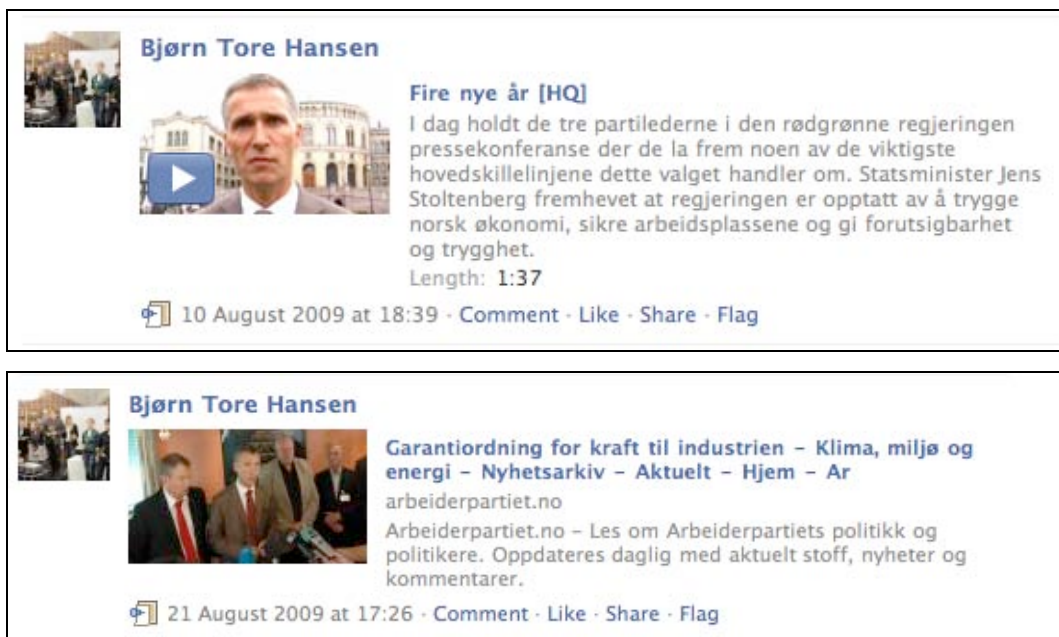 Bjørn Tore Hansen
Fire nye år [HQ]
I dag holdt de tre partilederne i den rødgrønne regjeringen
pressekonferanse der de la frem noen av de viktigste
hovedskillelinjene dette valget handler om. Statsminister Jens
Stoltenberg fremhevet at regjeringen er opptatt av å trygge
norsk økonomi, sikre arbeidsplassene og gi forutsigbarhet
og trygghet.
Length: 1:37
10 August 2009 at 18:39 · Comment · Like · Share · Flag
Bjørn Tore Hansen
Garantiordning for kraft til industrien – Klima, miljø og
energi – Nyhetsarkiv – Aktuelt – Hjem – Ar
arbeiderpartiet.no
Arbeiderpartiet.no – Les om Arbeiderpartiets politikk og
politikere. Oppdateres daglig med aktuelt stoff, nyheter og
kommentarer.
21 August 2009 at 17:26 · Comment · Like · Share · Flag